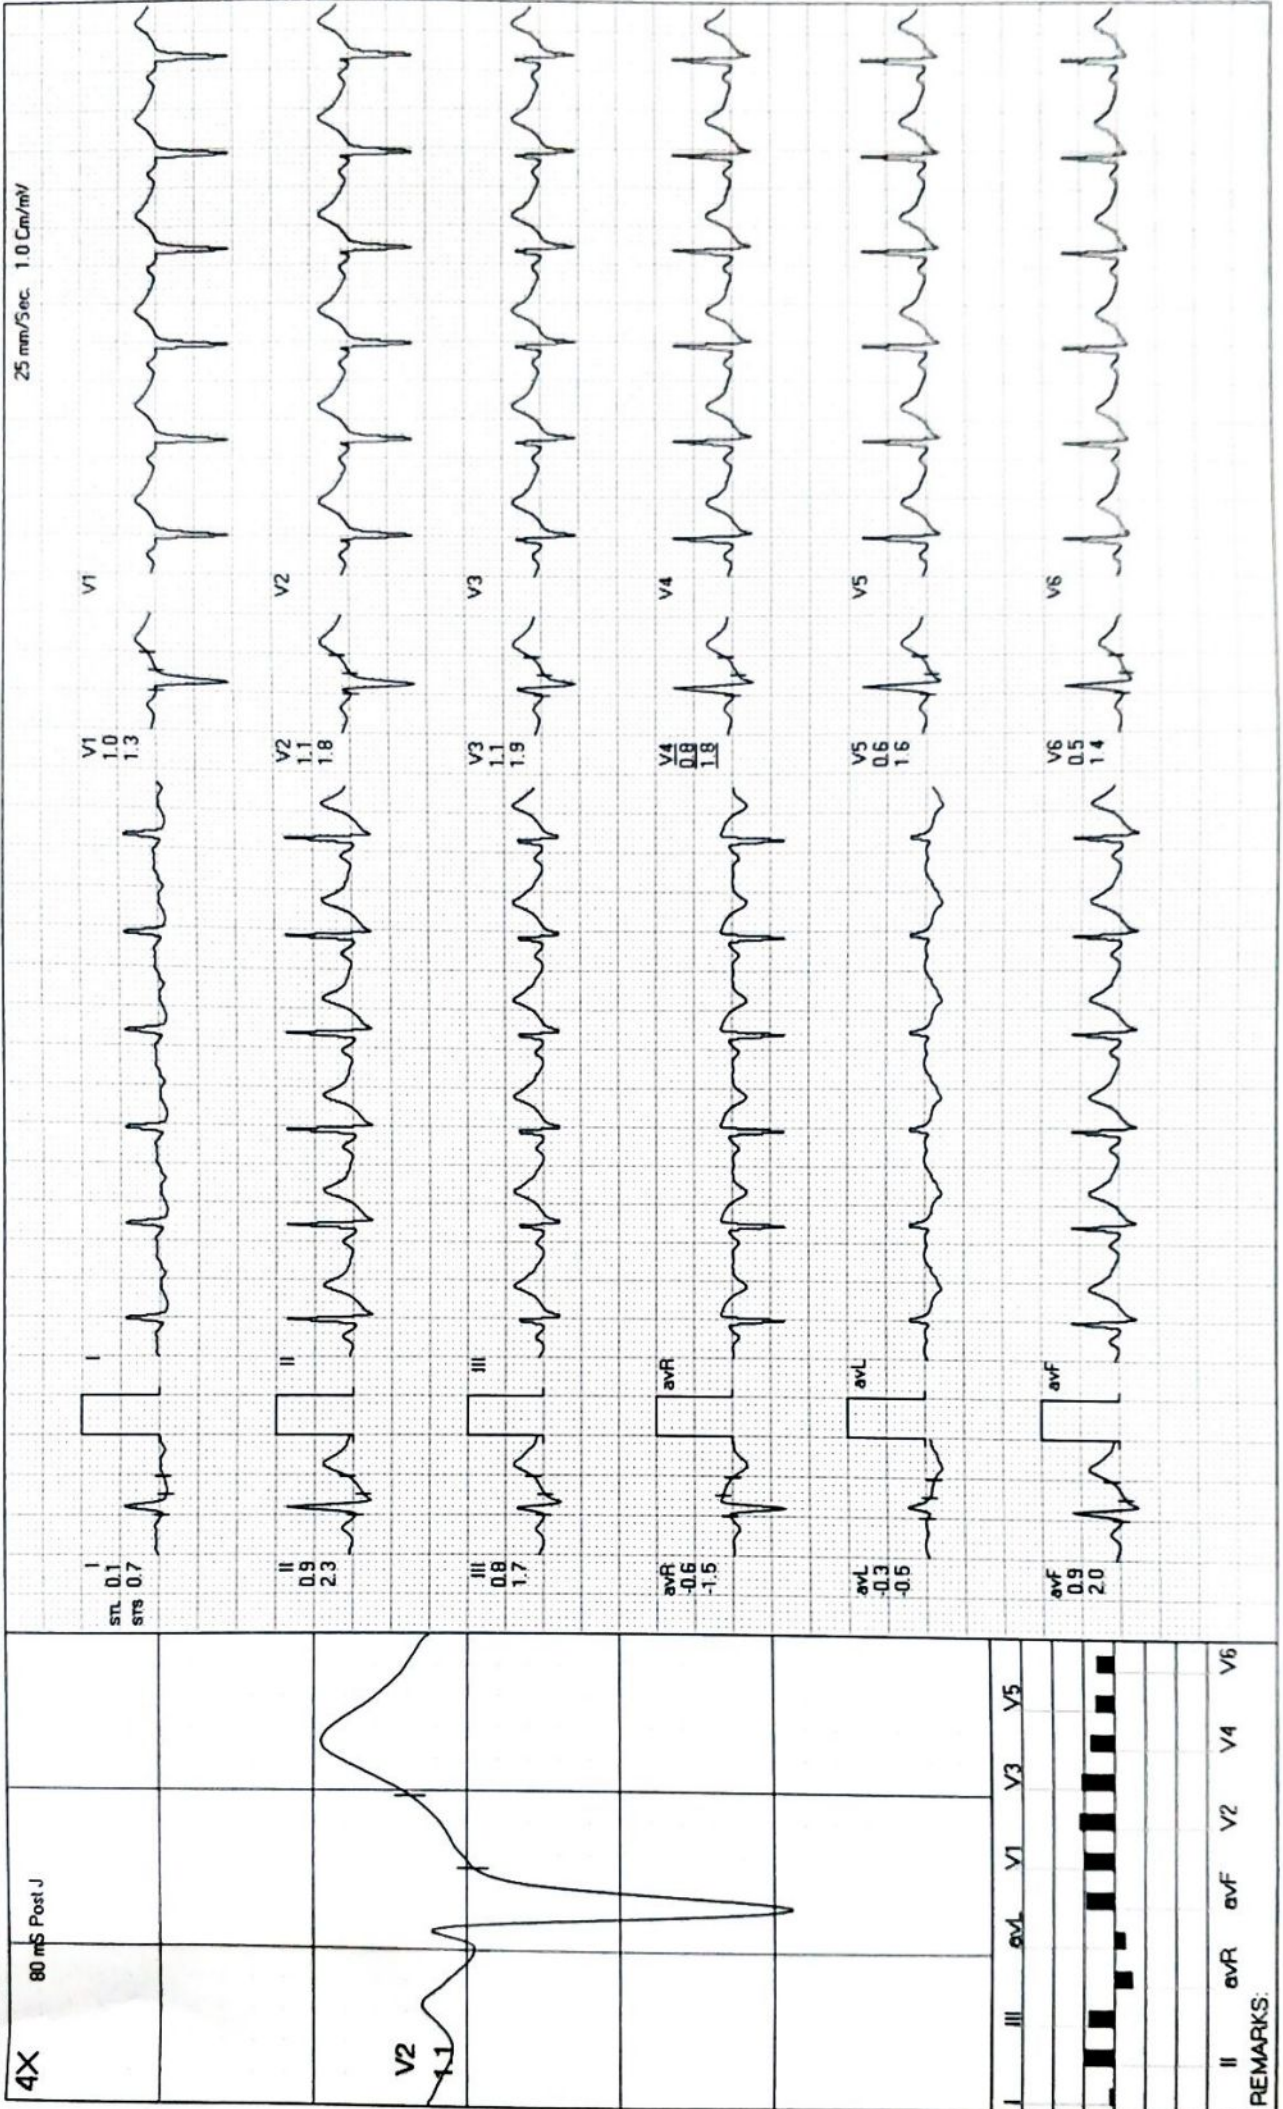 4X
80 mS Post J
25 mm/Sec. 1.0 Cm/mV
V2
1.1
I
STL 0.1
STS 0.7
I
V1
1.0
1.3
V1
II
0.9
2.3
II
V2
1.1
1.8
V2
III
0.8
1.7
III
V3
1.1
1.9
V3
avR
-0.6
-1.5
avR
V4
0.8
1.8
V4
avL
-0.3
-0.5
avL
V5
0.6
1.6
V5
avF
0.9
2.0
avF
V6
0.5
1.4
V6
I III avL V1 V3 V5
II avR avF V2 V4 V6
REMARKS: